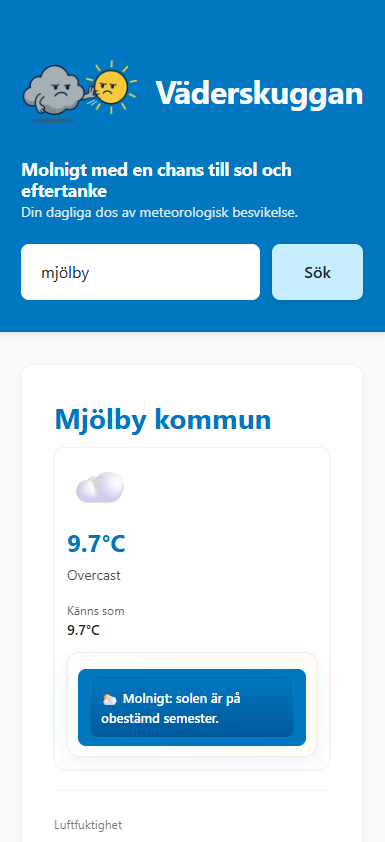 Väderskuggan
Molnigt med en chans till sol och
eftertanke
Din dagliga dos av meteorologisk besvikelse.
mjölby
Sök
Mjölby kommun
9.7°C
Overcast
Känns som
9.7°C
Molnigt: solen är på
obestämd semester.
Luftfuktighet